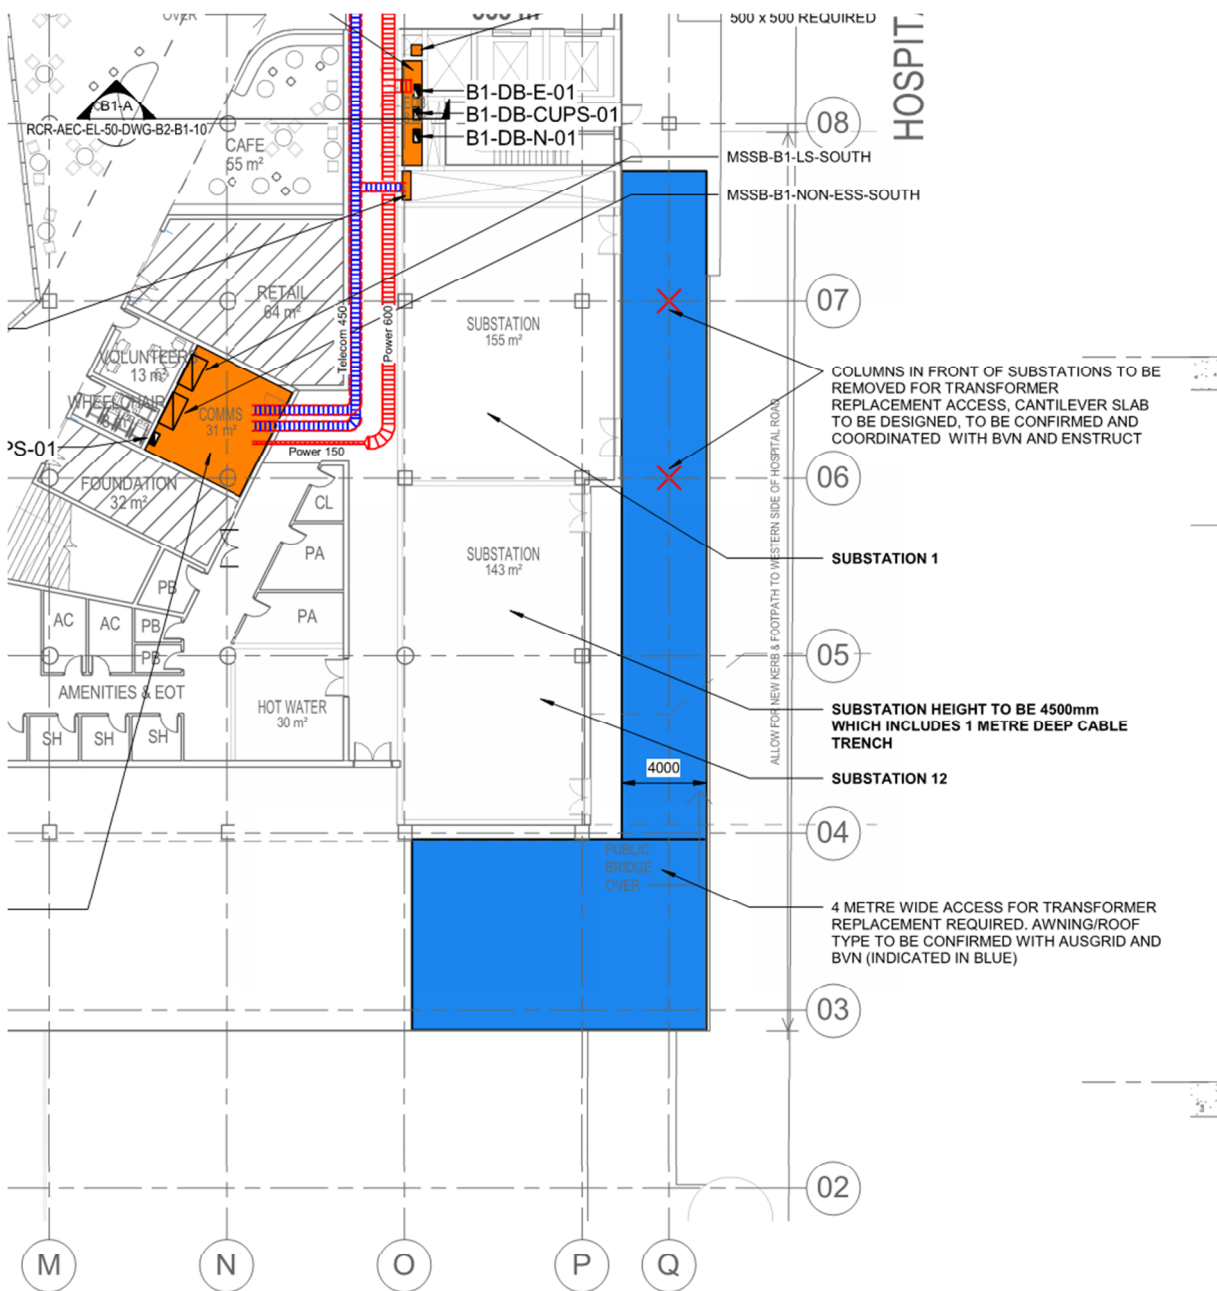 OVER
500 x 500 REQUIRED
HOSPIT
B1-DB-E-01
B1-DB-CUPS-01
B1-DB-N-01
B1-A
RCR-AEC-EL-50-DWG-B2-B1-10
08
CAFE
55 m²
MSSB-B1-LS-SOUTH
MSSB-B1-NON-ESS-SOUTH
RETAIL
64 m²
07
SUBSTATION
155 m²
Telecom 450
Power 600
VOLUNTEER
13 m²
WHEELCHAIR
COMMS
31 m²
PS-01
Power 150
COLUMNS IN FRONT OF SUBSTATIONS TO BE
REMOVED FOR TRANSFORMER
REPLACEMENT ACCESS, CANTILEVER SLAB
TO BE DESIGNED, TO BE CONFIRMED AND
COORDINATED WITH BVN AND ENSTRUCT
ALLOW FOR NEW KERB & FOOTPATH TO WESTERN SIDE OF HOSPITAL ROAD
06
FOUNDATION
32 m²
CL
PA
SUBSTATION
143 m²
SUBSTATION 1
PB
PA
AC
AC
PB
PB
05
AMENITIES & EOT
HOT WATER
30 m²
SH
SH
SH
SUBSTATION HEIGHT TO BE 4500mm
WHICH INCLUDES 1 METRE DEEP CABLE
TRENCH
4000
SUBSTATION 12
04
PUBLIC
BRIDGE
OVER
4 METRE WIDE ACCESS FOR TRANSFORMER
REPLACEMENT REQUIRED. AWNING/ROOF
TYPE TO BE CONFIRMED WITH AUSGRID AND
BVN (INDICATED IN BLUE)
03
3
02
M
N
O
P
Q